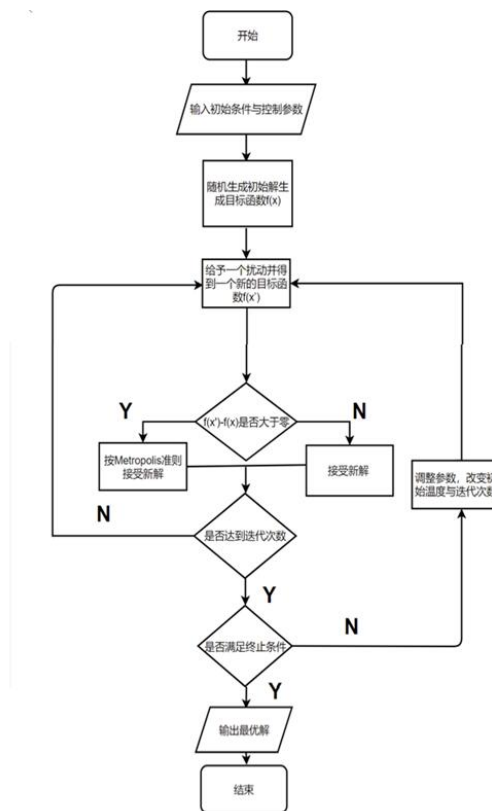 开始
输入初始条件与控制参数
随机生成初始解生
成目标函数f(x)
给予一个扰动并得
到一个新的目标函
数f(x')
f(x')-f(x)是否大于零
Y
N
按Metropolis准则
接受新解
接受新解
调整参数，改变初
始温度与迭代次数
N
是否达到迭代次数
Y
是否满足终止条件
N
Y
输出最优解
结束